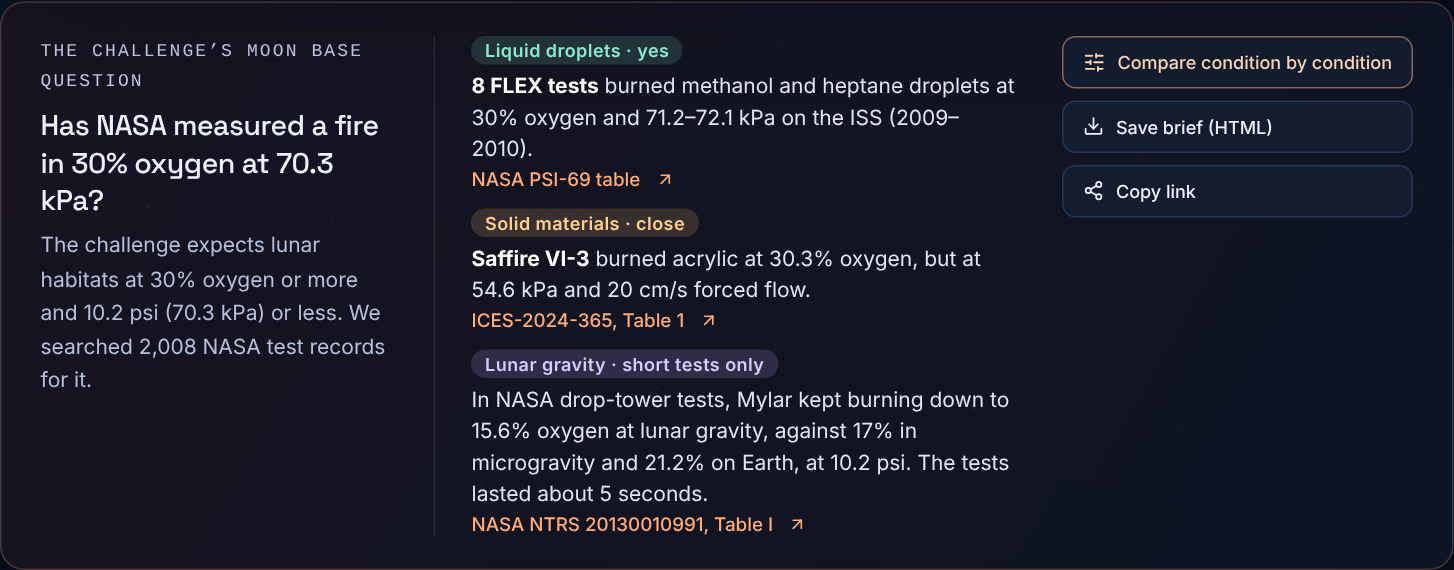 THE CHALLENGE’S MOON BASE
QUESTION
Has NASA measured a fire
in 30% oxygen at 70.3
kPa?
The challenge expects lunar
habitats at 30% oxygen or more
and 10.2 psi (70.3 kPa) or less. We
searched 2,008 NASA test records
for it.
Liquid droplets · yes
8 FLEX tests burned methanol and heptane droplets at
30% oxygen and 71.2–72.1 kPa on the ISS (2009–
2010).
NASA PSI-69 table ↗
Solid materials · close
Saffire VI-3 burned acrylic at 30.3% oxygen, but at
54.6 kPa and 20 cm/s forced flow.
ICES-2024-365, Table 1 ↗
Lunar gravity · short tests only
In NASA drop-tower tests, Mylar kept burning down to
15.6% oxygen at lunar gravity, against 17% in
microgravity and 21.2% on Earth, at 10.2 psi. The tests
lasted about 5 seconds.
NASA NTRS 20130010991, Table I ↗
Compare condition by condition
Save brief (HTML)
Copy link